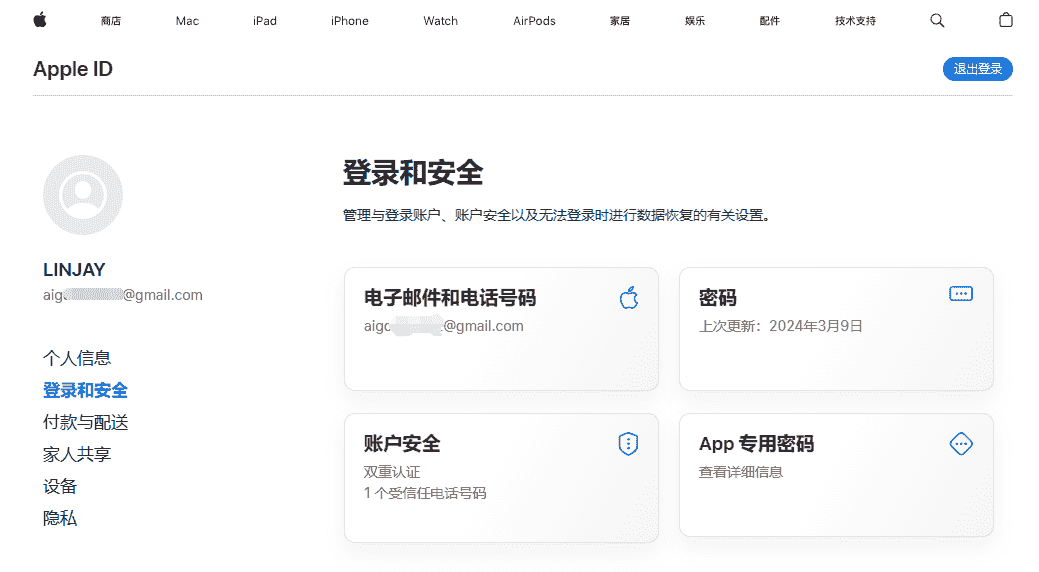 商店 Mac iPad iPhone Watch AirPods 家居 娱乐 配件 技术支持
Apple ID
退出登录
LINJAY
@gmail.com
个人信息
登录和安全
付款与配送
家人共享
设备
隐私
登录和安全
管理与登录账户、账户安全以及无法登录时进行数据恢复的有关设置。
电子邮件和电话号码
@gmail.com
密码
上次更新：2024年3月9日
账户安全
双重认证
1 个受信任电话号码
App 专用密码
查看详细信息